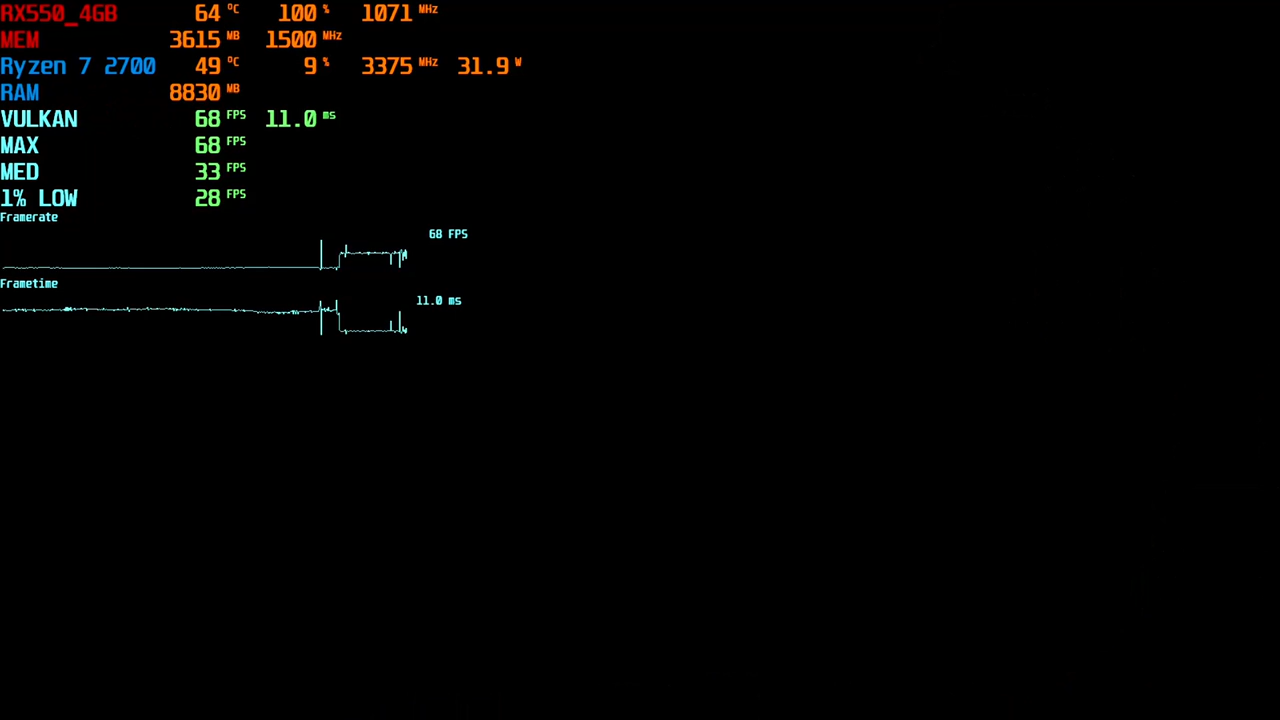 RX550_4GB 64 °C 100 % 1071 MHz
MEM 3615 MB 1500 MHz
Ryzen 7 2700 49 °C 9 % 3375 MHz 31.9 W
RAM 8830 MB
VULKAN 68 FPS 11.0 ms
MAX 68 FPS
MED 33 FPS
1% LOW 28 FPS
Framerate
68 FPS
Frametime
11.0 ms